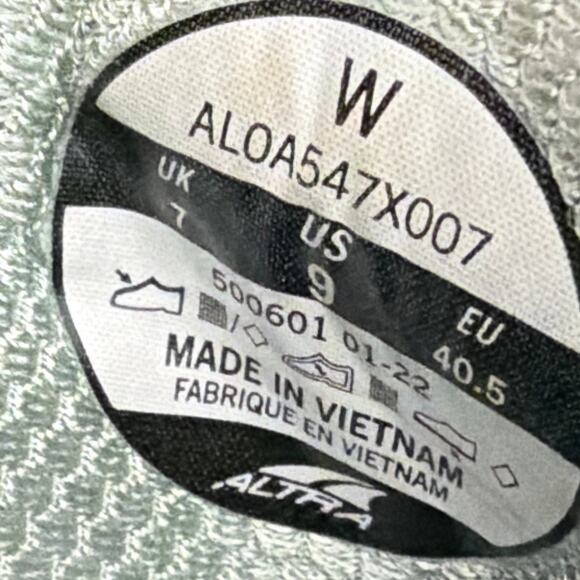 W
AL0A547X007
UK US EU
7 9 40.5
500601 01-22
MADE IN VIETNAM
FABRIQUE EN VIETNAM
ALTRA